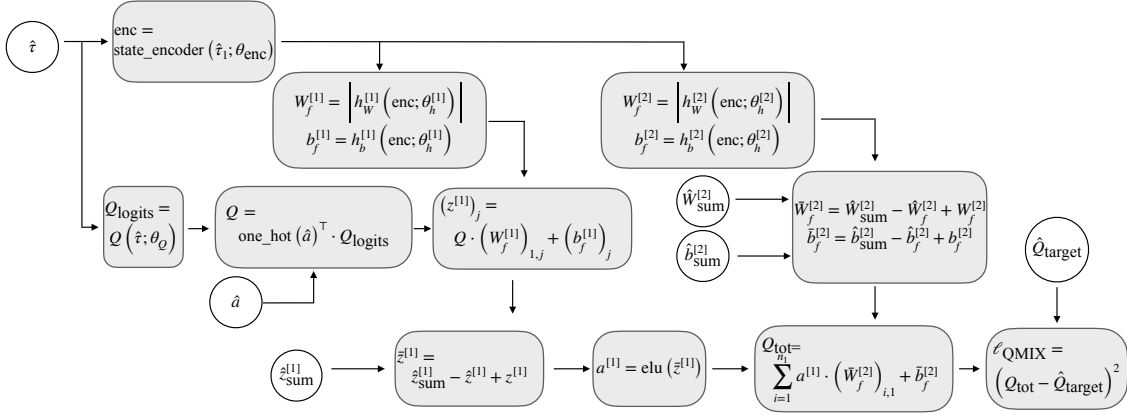 τ̂
enc =
state_encoder (τ̂₁; θ_enc)
W_f^[1] = | h_W^[1] (enc; θ_h^[1]) |
b_f^[1] = h_b^[1] (enc; θ_h^[1])
W_f^[2] = | h_W^[2] (enc; θ_h^[2]) |
b_f^[2] = h_b^[2] (enc; θ_h^[2])
Q_logits =
Q (τ̂; θ_Q)
Q =
one_hot (â)^⊤ · Q_logits
(z^[1])_j =
Q · (W_f^[1])_{1,j} + (b_f^[1])_j
Ŵ_sum^[2]
b̂_sum^[2]
W̄_f^[2] = Ŵ_sum^[2] − Ŵ_f^[2] + W_f^[2]
b̄_f^[2] = b̂_sum^[2] − b̂_f^[2] + b_f^[2]
Q̂_target
â
ẑ_sum^[1]
z̄^[1] =
ẑ_sum^[1] − ẑ^[1] + z^[1]
a^[1] = elu (z̄^[1])
Q_tot =
∑_{i=1}^{n_1} a^[1] · (W̄_f^[2])_{i,1} + b̄_f^[2]
ℓ_QMIX =
(Q_tot − Q̂_target)^2